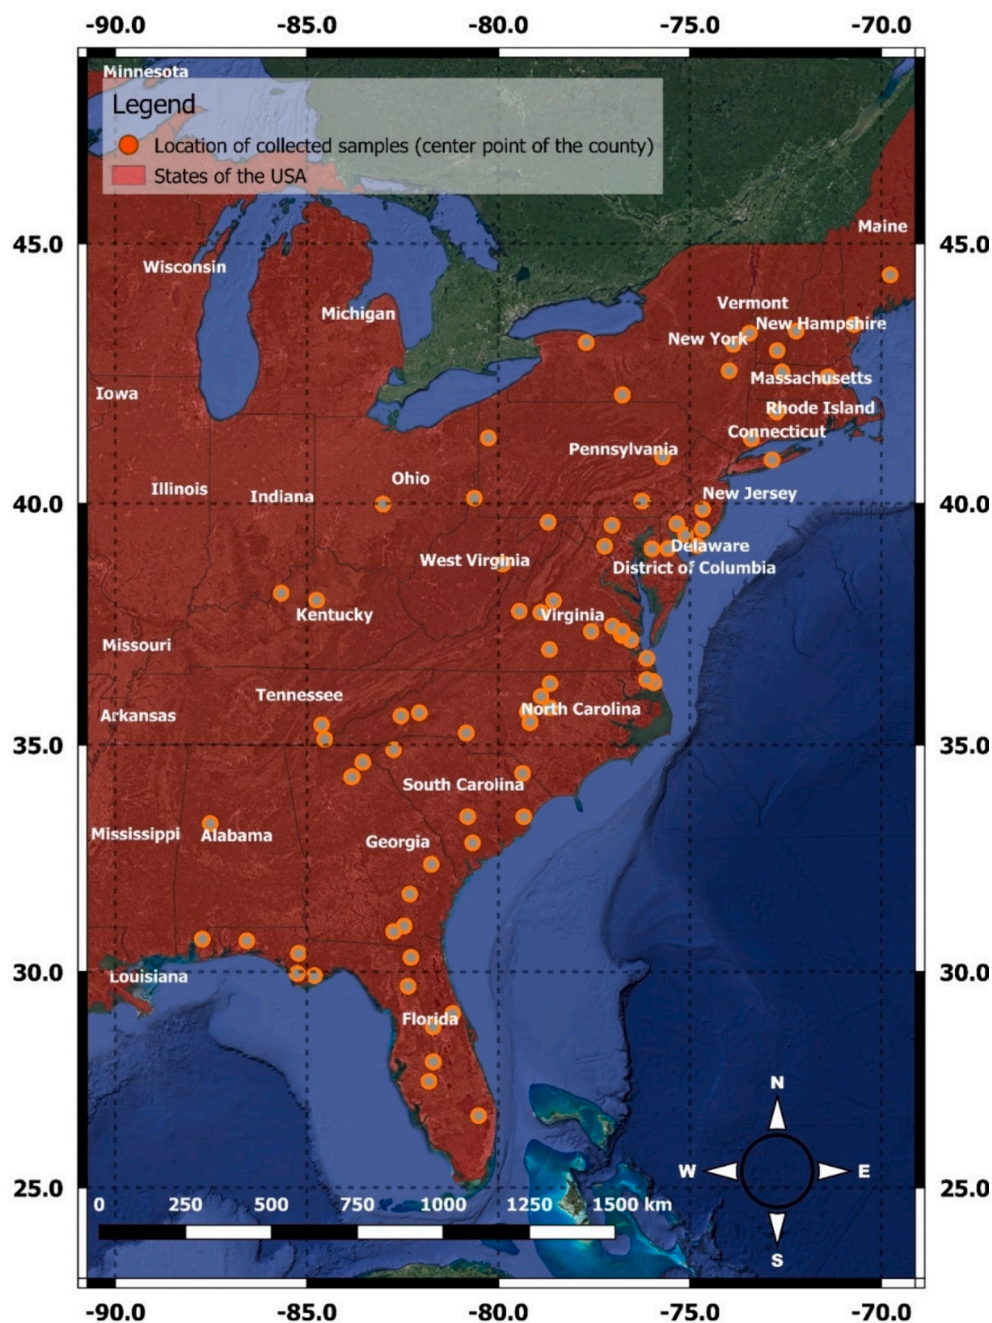 -90.0 -85.0 -80.0 -75.0 -70.0
Minnesota
Legend
Location of collected samples (center point of the county)
States of the USA
Maine
45.0 45.0
Wisconsin
Vermont
Michigan
New Hampshire
New York
Massachusetts
Iowa
Rhode Island
Connecticut
Pennsylvania
Ohio
Illinois
Indiana
New Jersey
40.0 40.0
Delaware
West Virginia
District of Columbia
Kentucky
Virginia
Missouri
Tennessee
North Carolina
Arkansas
35.0 35.0
South Carolina
Mississippi
Alabama
Georgia
30.0 30.0
Louisiana
Florida
N
W E
S
25.0 25.0
0 250 500 750 1000 1250 1500 km
-90.0 -85.0 -80.0 -75.0 -70.0